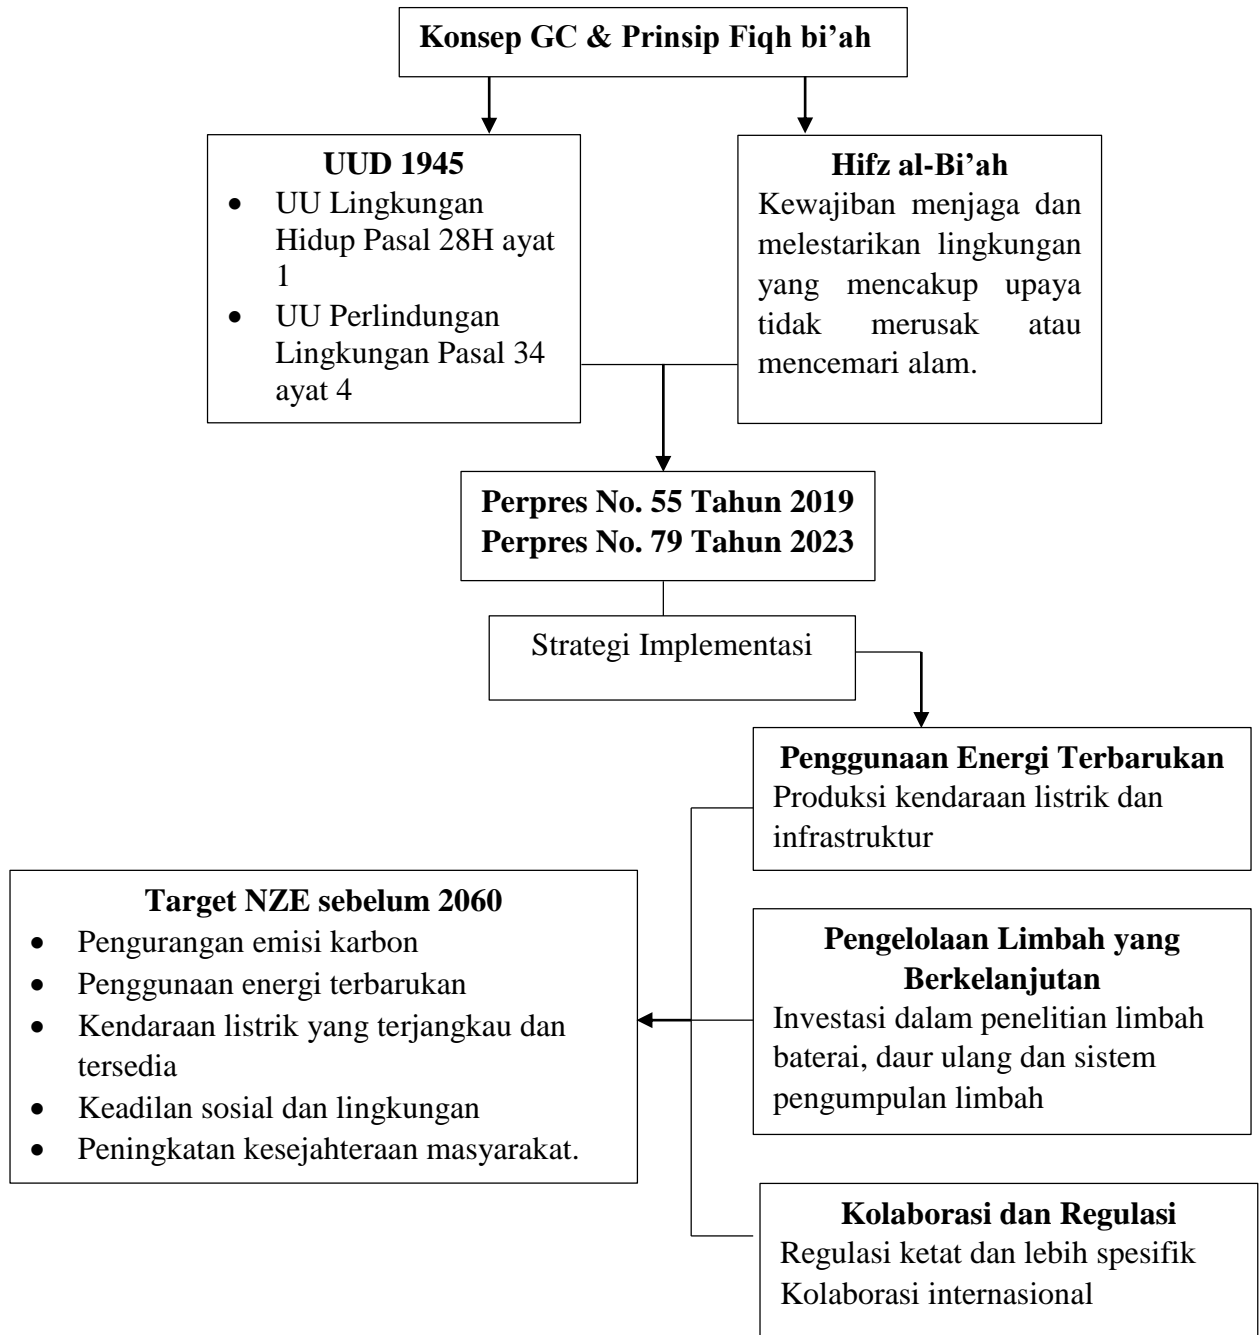 Konsep GC & Prinsip Fiqh bi’ah
UUD 1945
• UU Lingkungan
Hidup Pasal 28H ayat
1
• UU Perlindungan
Lingkungan Pasal 34
ayat 4
Hifz al-Bi’ah
Kewajiban menjaga dan
melestarikan lingkungan
yang mencakup upaya
tidak merusak atau
mencemari alam.
Perpres No. 55 Tahun 2019
Perpres No. 79 Tahun 2023
Strategi Implementasi
Penggunaan Energi Terbarukan
Produksi kendaraan listrik dan
infrastruktur
Target NZE sebelum 2060
• Pengurangan emisi karbon
• Penggunaan energi terbarukan
• Kendaraan listrik yang terjangkau dan
tersedia
• Keadilan sosial dan lingkungan
• Peningkatan kesejahteraan masyarakat.
Pengelolaan Limbah yang
Berkelanjutan
Investasi dalam penelitian limbah
baterai, daur ulang dan sistem
pengumpulan limbah
Kolaborasi dan Regulasi
Regulasi ketat dan lebih spesifik
Kolaborasi internasional